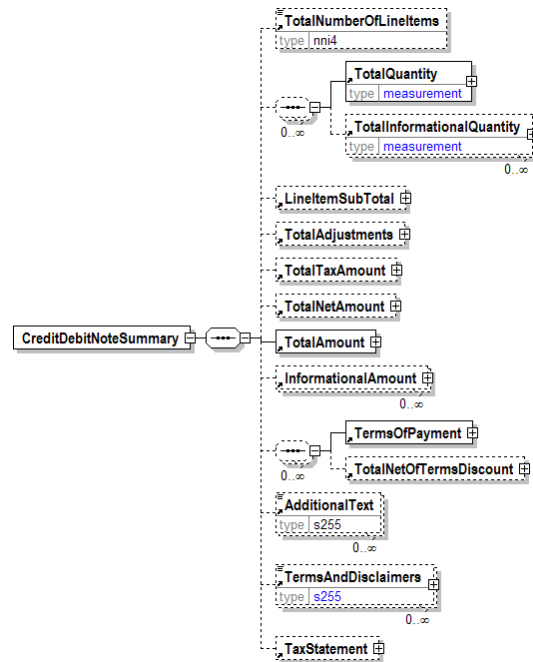 TotalNumberOfLineItems
type nni4
TotalQuantity
type measurement
0..∞
TotalInformationalQuantity
type measurement
0..∞
LineItemSubTotal
TotalAdjustments
TotalTaxAmount
TotalNetAmount
CreditDebitNoteSummary
TotalAmount
InformationalAmount
0..∞
TermsOfPayment
0..∞
TotalNetOfTermsDiscount
AdditionalText
type s255
0..∞
TermsAndDisclaimers
type s255
0..∞
TaxStatement